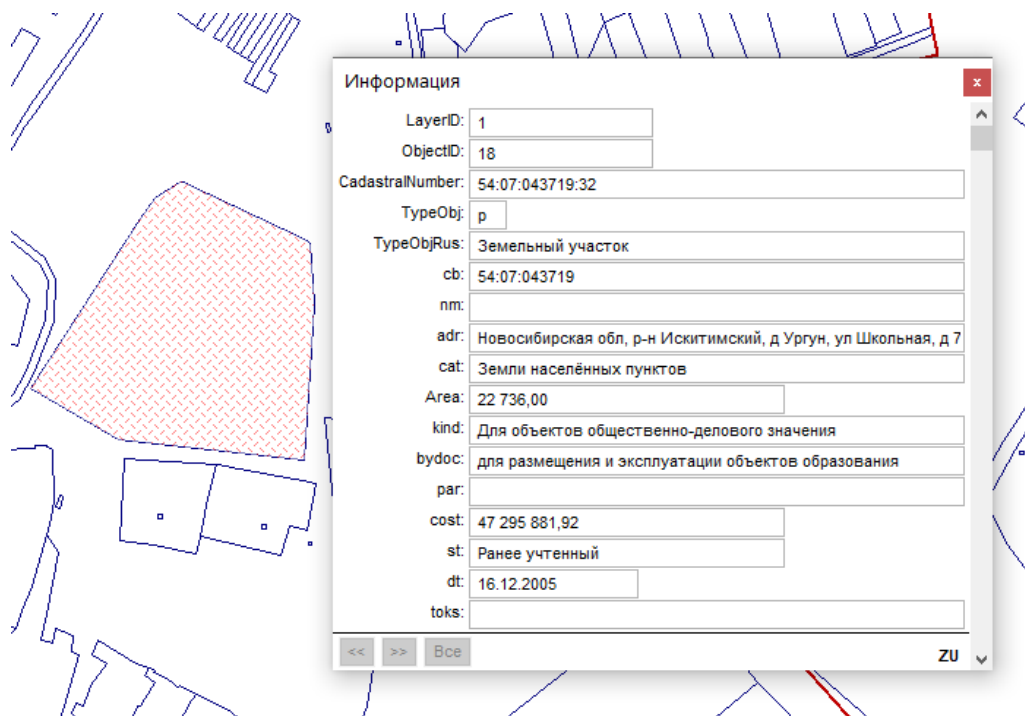 Информация
x
LayerID: 1
ObjectID: 18
CadastralNumber: 54:07:043719:32
TypeObj: p
TypeObjRus: Земельный участок
cb: 54:07:043719
nm:
adr: Новосибирская обл, р-н Искитимский, д Ургун, ул Школьная, д 7
cat: Земли населённых пунктов
Area: 22 736,00
kind: Для объектов общественно-делового значения
bydoc: для размещения и эксплуатации объектов образования
par:
cost: 47 295 881,92
st: Ранее учтенный
dt: 16.12.2005
toks:
<< >> Все ZU